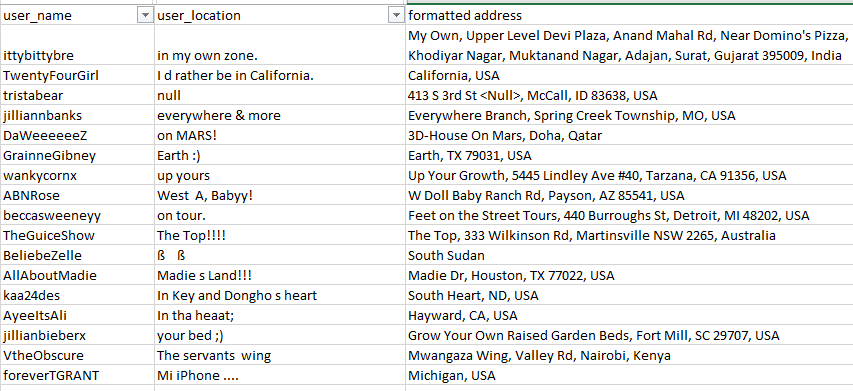 user_name user_location formatted address
My Own, Upper Level Devi Plaza, Anand Mahal Rd, Near Domino's Pizza,
ittybittybre in my own zone. Khodiyar Nagar, Muktanand Nagar, Adajan, Surat, Gujarat 395009, India
TwentyFourGirl I d rather be in California. California, USA
tristabear null 413 S 3rd St <Null>, McCall, ID 83638, USA
jilliannbanks everywhere & more Everywhere Branch, Spring Creek Township, MO, USA
DaWeeeeeeZ on MARS! 3D-House On Mars, Doha, Qatar
GrainneGibney Earth :) Earth, TX 79031, USA
wankycornx up yours Up Your Growth, 5445 Lindley Ave #40, Tarzana, CA 91356, USA
ABNRose West A, Babyy! W Doll Baby Ranch Rd, Payson, AZ 85541, USA
beccasweeneyy on tour. Feet on the Street Tours, 440 Burroughs St, Detroit, MI 48202, USA
TheGuiceShow The Top!!!! The Top, 333 Wilkinson Rd, Martinsville NSW 2265, Australia
BeliebeZelle ß ß South Sudan
AllAboutMadie Madie s Land!!! Madie Dr, Houston, TX 77022, USA
kaa24des In Key and Dongho s heart South Heart, ND, USA
AyeeItsAli In tha heaat; Hayward, CA, USA
jillianbieberx your bed ;) Grow Your Own Raised Garden Beds, Fort Mill, SC 29707, USA
VtheObscure The servants wing Mwangaza Wing, Valley Rd, Nairobi, Kenya
foreverTGRANT Mi iPhone .... Michigan, USA